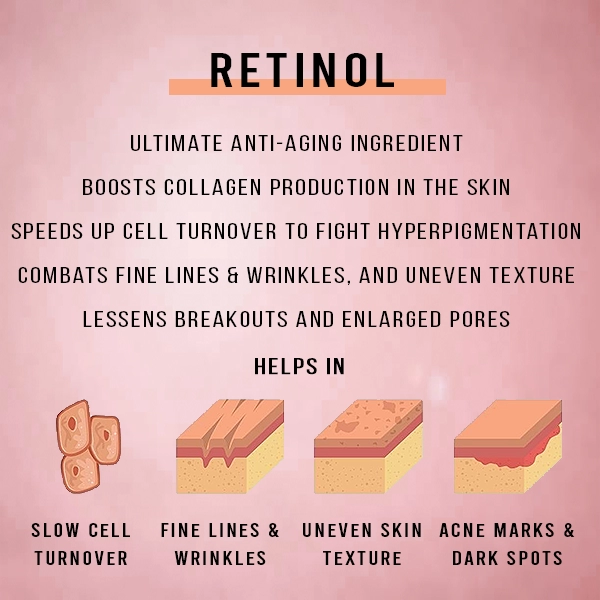 RETINOL
ULTIMATE ANTI-AGING INGREDIENT
BOOSTS COLLAGEN PRODUCTION IN THE SKIN
SPEEDS UP CELL TURNOVER TO FIGHT HYPERPIGMENTATION
COMBATS FINE LINES & WRINKLES, AND UNEVEN TEXTURE
LESSENS BREAKOUTS AND ENLARGED PORES
HELPS IN
SLOW CELL
TURNOVER
FINE LINES &
WRINKLES
UNEVEN SKIN
TEXTURE
ACNE MARKS &
DARK SPOTS